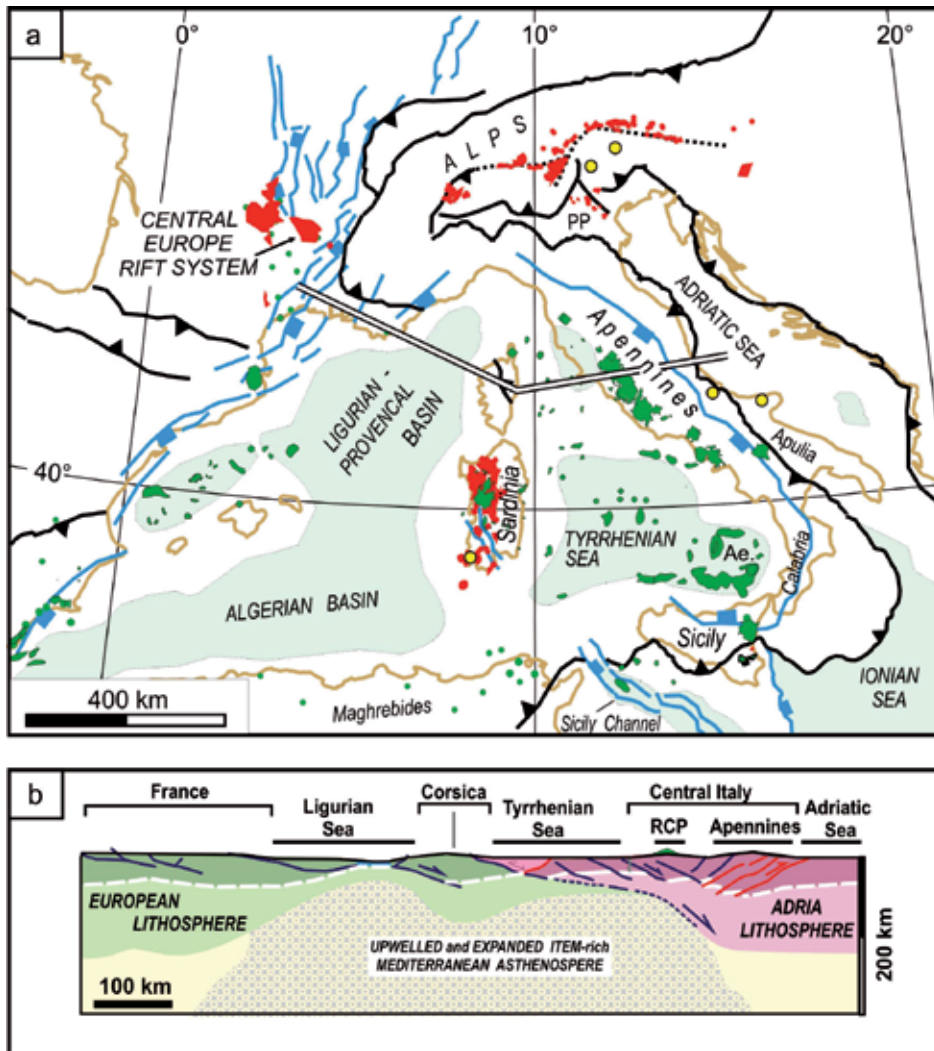 a
0°
10°
20°
ALPS
CENTRAL
EUROPE
RIFT SYSTEM
PP
ADRIATIC SEA
Apennines
LIGURIAN -
PROVENCAL
BASIN
Apulia
40°
Sardinia
TYRRHENIAN
SEA
Ae.
Calabria
ALGERIAN BASIN
Sicily
IONIAN
SEA
400 km
Maghrebides
Sicily Channel
b
France
Ligurian
Sea
Corsica
Tyrrhenian
Sea
Central Italy
RCP
Apennines
Adriatic
Sea
EUROPEAN
LITHOSPHERE
ADRIA
LITHOSPHERE
UPWELLED and EXPANDED ITEM-rich
MEDITERRANEAN ASTHENOSPERE
100 km
200 km